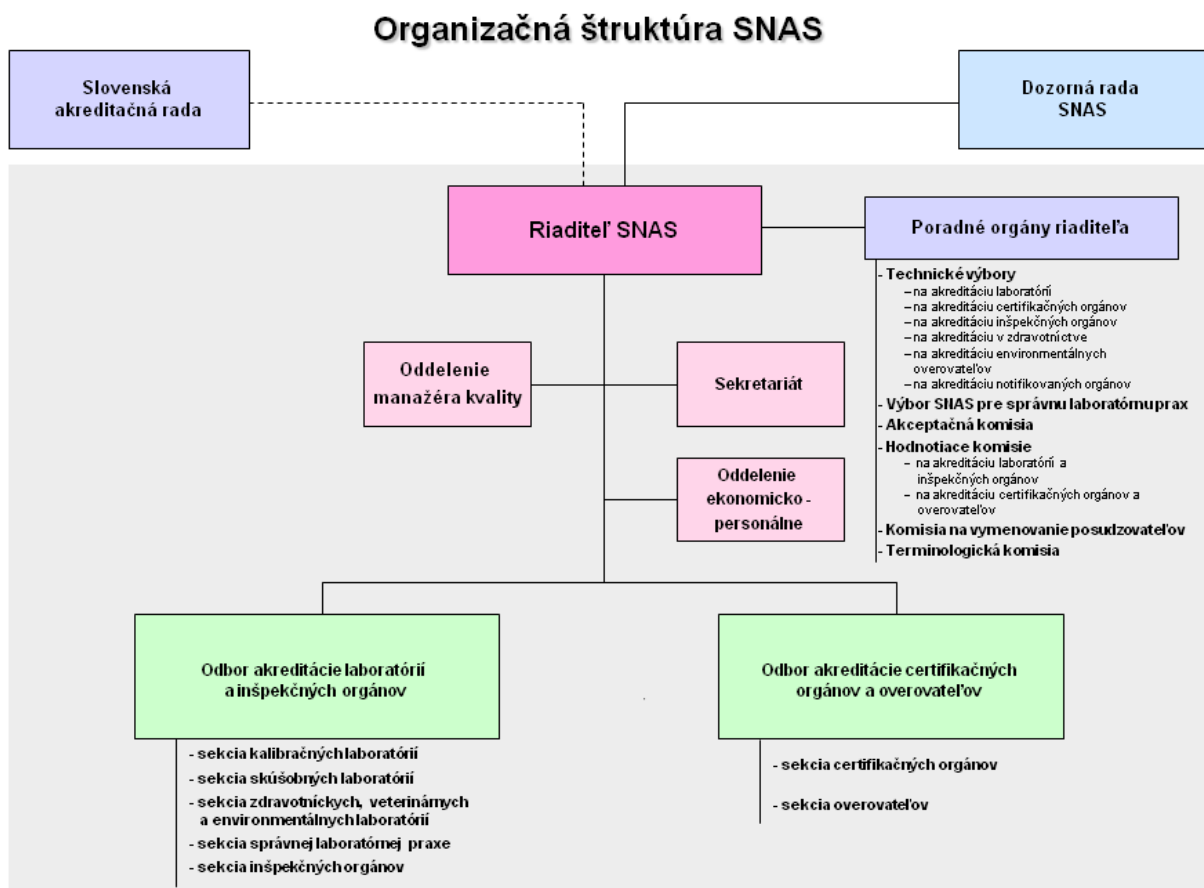 Organizačná štruktúra SNAS
Slovenská
akreditačná rada
Dozorná rada
SNAS
Riaditeľ SNAS
Poradné orgány riaditeľa
- Technické výbory
– na akreditáciu laboratórií
– na akreditáciu certifikačných orgánov
– na akreditáciu inšpekčných orgánov
– na akreditáciu v zdravotníctve
– na akreditáciu environmentálnych
overovateľov
– na akreditáciu notifikovaných orgánov
- Výbor SNAS pre správnu laboratórnu prax
- Akceptačná komisia
- Hodnotiace komisie
– na akreditáciu laboratórií a
inšpekčných orgánov
– na akreditáciu certifikačných orgánov a
overovateľov
- Komisia na vymenovanie posudzovateľov
- Terminologická komisia
Oddelenie
manažéra kvality
Sekretariát
Oddelenie
ekonomicko -
personálne
Odbor akreditácie laboratórií
a inšpekčných orgánov
- sekcia kalibračných laboratórií
- sekcia skúšobných laboratórií
- sekcia zdravotníckych, veterinárnych
a environmentálnych laboratórií
- sekcia správnej laboratórnej praxe
- sekcia inšpekčných orgánov
Odbor akreditácie certifikačných
orgánov a overovateľov
- sekcia certifikačných orgánov
- sekcia overovateľov